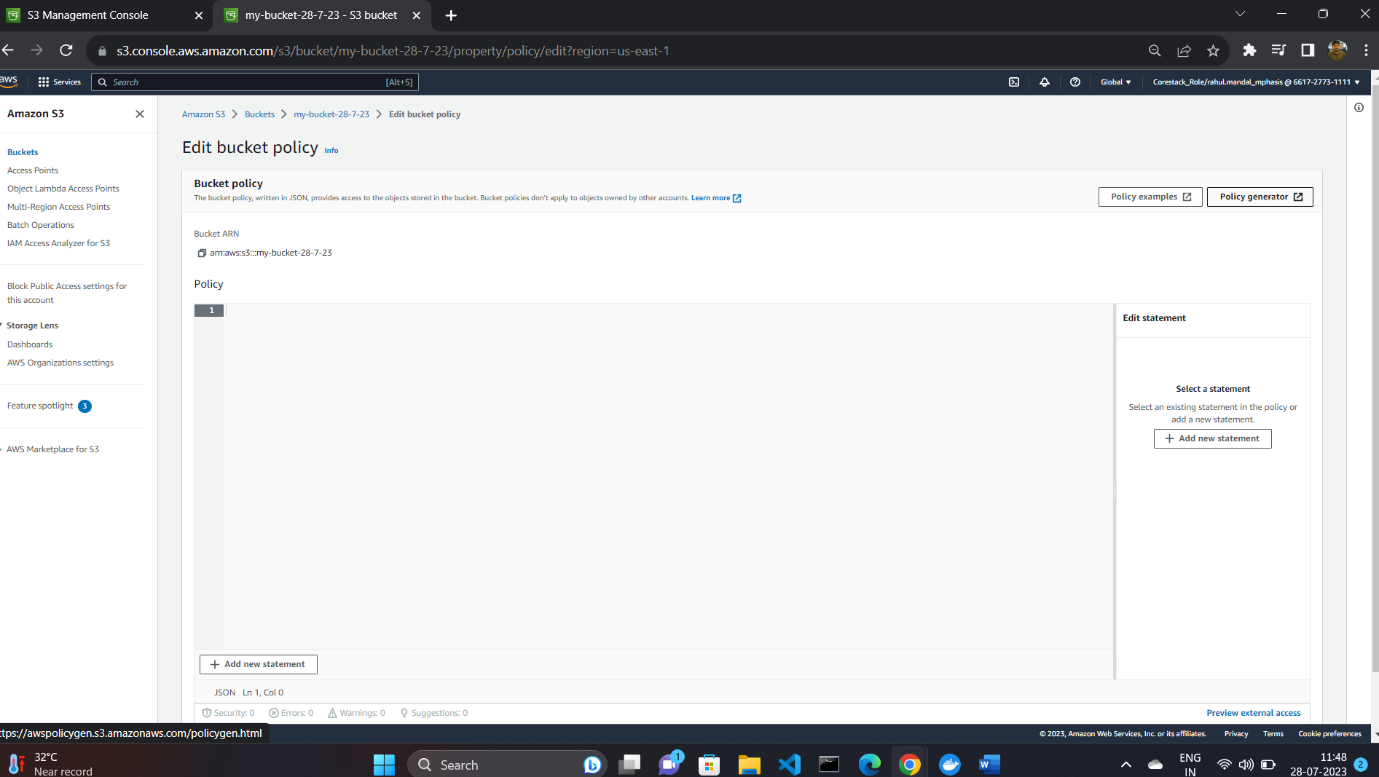 S3 Management Console
my-bucket-28-7-23 - S3 bucket
s3.console.aws.amazon.com/s3/bucket/my-bucket-28-7-23/property/policy/edit?region=us-east-1
aws
Services
Search
[Alt+S]
Global
Corestack_Role/rahul.mandal_mphasis @ 6617-2773-1111
Amazon S3
Buckets
Access Points
Object Lambda Access Points
Multi-Region Access Points
Batch Operations
IAM Access Analyzer for S3
Block Public Access settings for
this account
Storage Lens
Dashboards
AWS Organizations settings
Feature spotlight 3
AWS Marketplace for S3
Amazon S3 > Buckets > my-bucket-28-7-23 > Edit bucket policy
Edit bucket policy Info
Bucket policy
The bucket policy, written in JSON, provides access to the objects stored in the bucket. Bucket policies don't apply to objects owned by other accounts. Learn more
Policy examples
Policy generator
Bucket ARN
arn:aws:s3:::my-bucket-28-7-23
Policy
1
Edit statement
Select a statement
Select an existing statement in the policy or
add a new statement.
+ Add new statement
+ Add new statement
JSON Ln 1, Col 0
Security: 0 Errors: 0 Warnings: 0 Suggestions: 0
Preview external access
ttps://awspolicygen.s3.amazonaws.com/policygen.html
© 2023, Amazon Web Services, Inc. or its affiliates. Privacy Terms Cookie preferences
32°C
Near record
Search
1
ENG
IN
11:48
28-07-2023
2